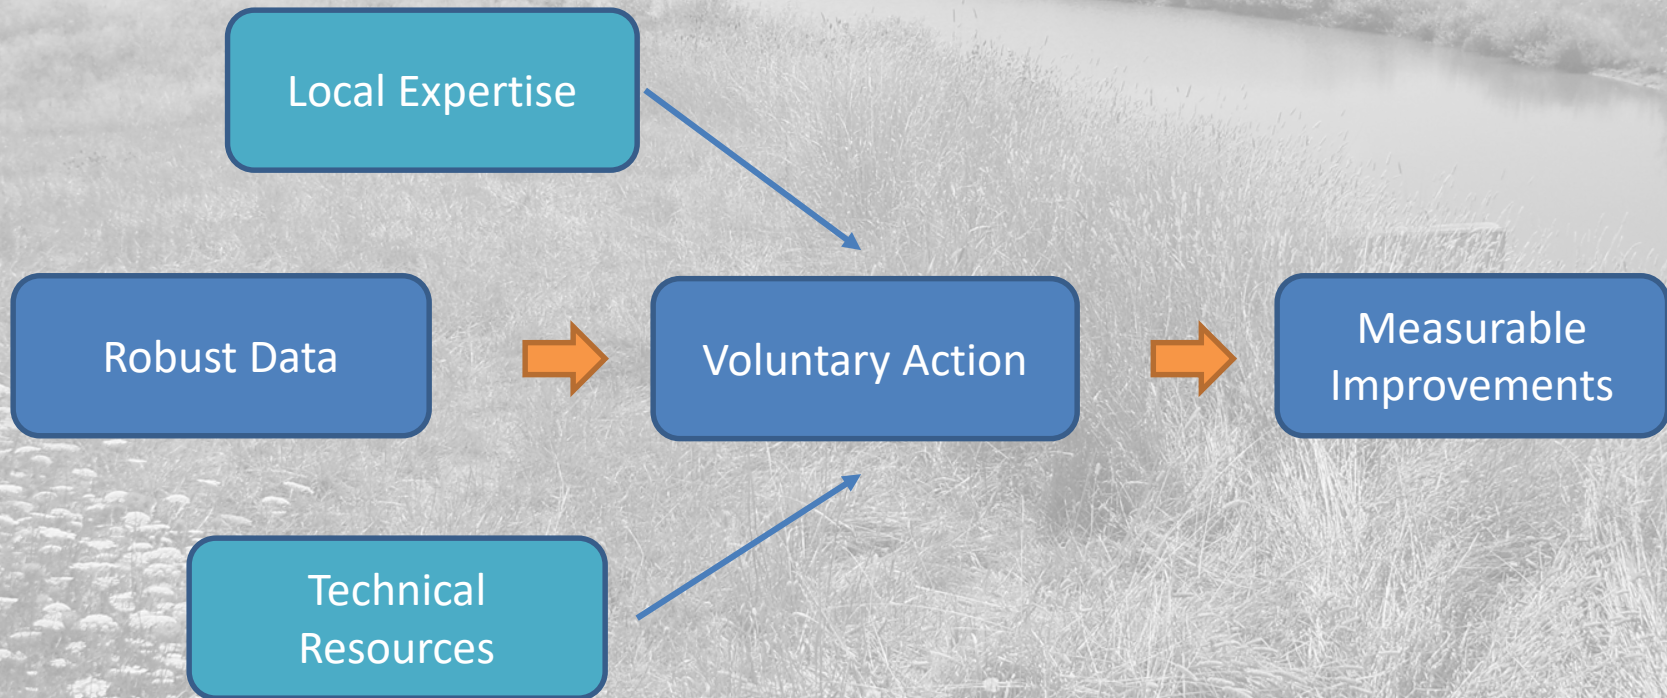 Local Expertise
Robust Data
Voluntary Action
Measurable
Improvements
Technical
Resources